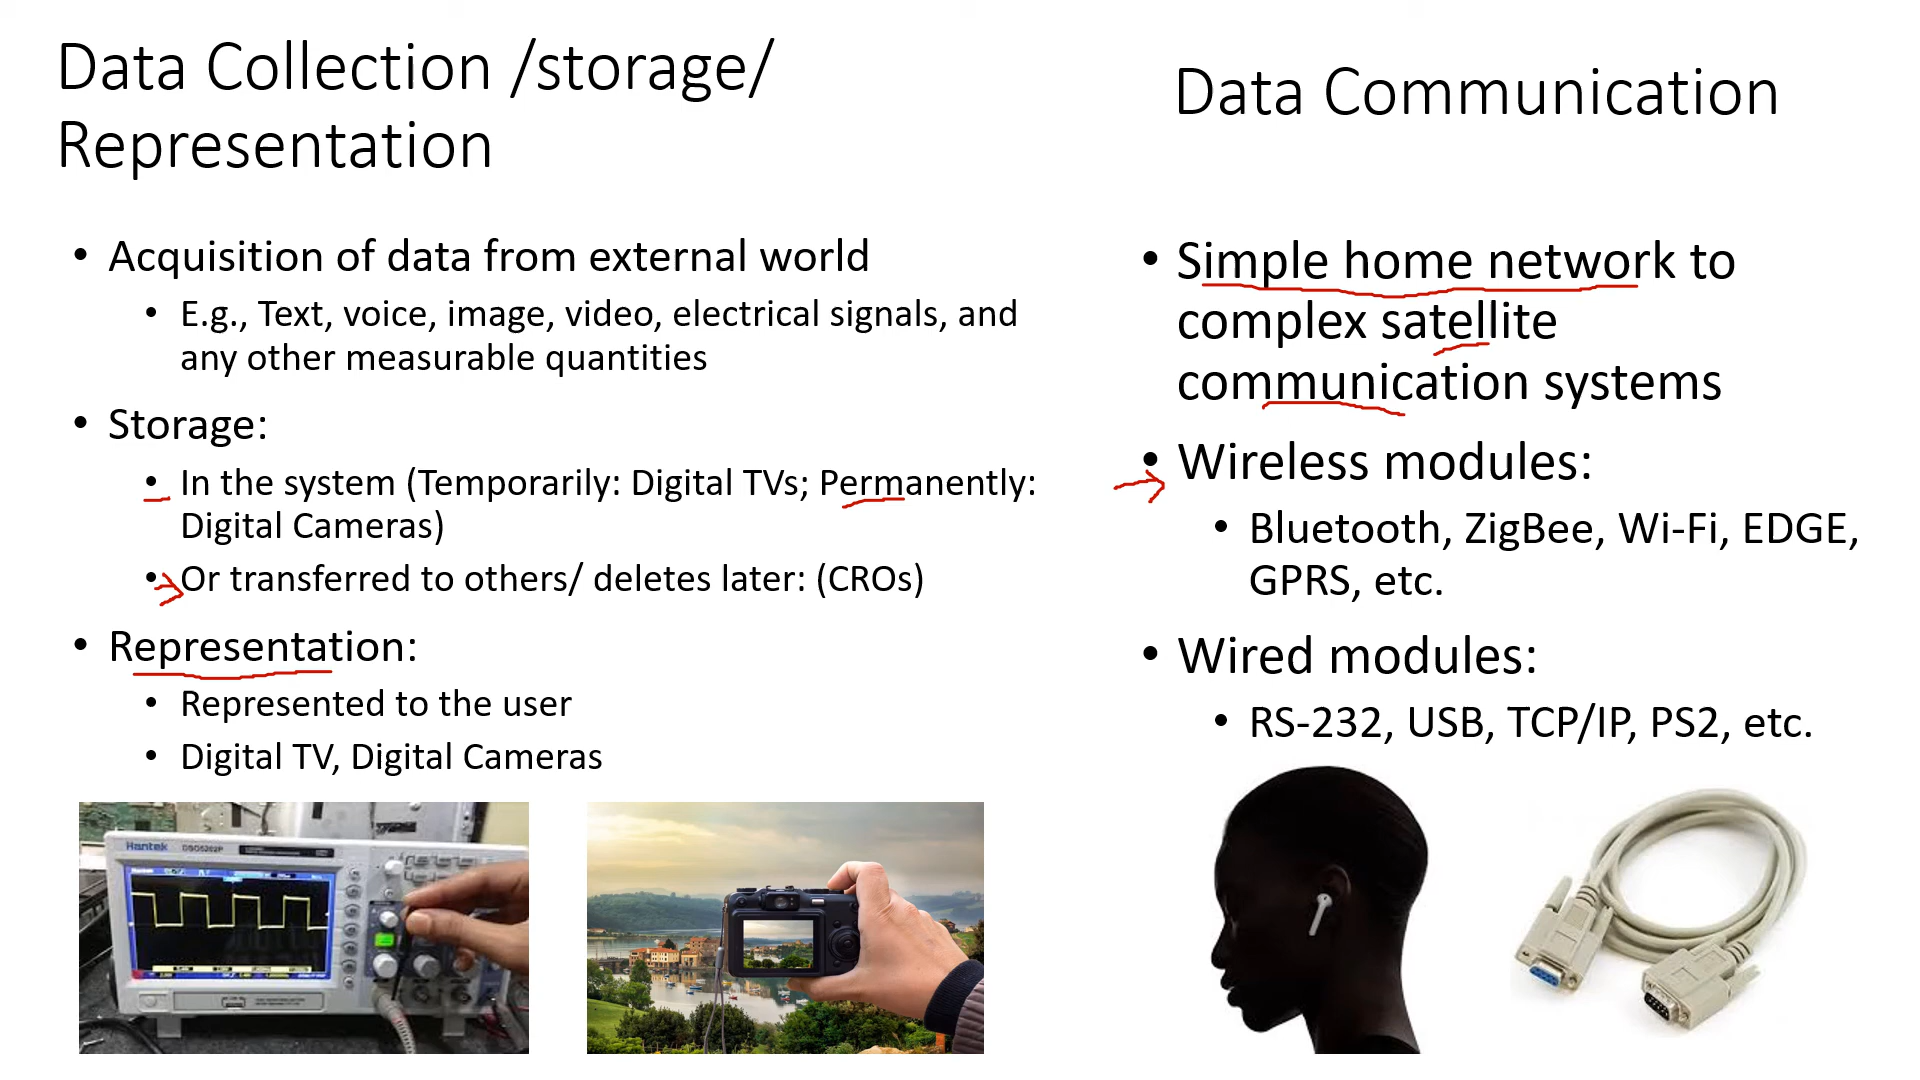 Data Collection /storage/
Representation
• Acquisition of data from external world
• E.g., Text, voice, image, video, electrical signals, and
any other measurable quantities
• Storage:
• In the system (Temporarily: Digital TVs; Permanently:
Digital Cameras)
• Or transferred to others/ deletes later: (CROs)
• Representation:
• Represented to the user
• Digital TV, Digital Cameras
Hantek DSO5202P
Data Communication
• Simple home network to
complex satellite
communication systems
• Wireless modules:
• Bluetooth, ZigBee, Wi-Fi, EDGE,
GPRS, etc.
• Wired modules:
• RS-232, USB, TCP/IP, PS2, etc.